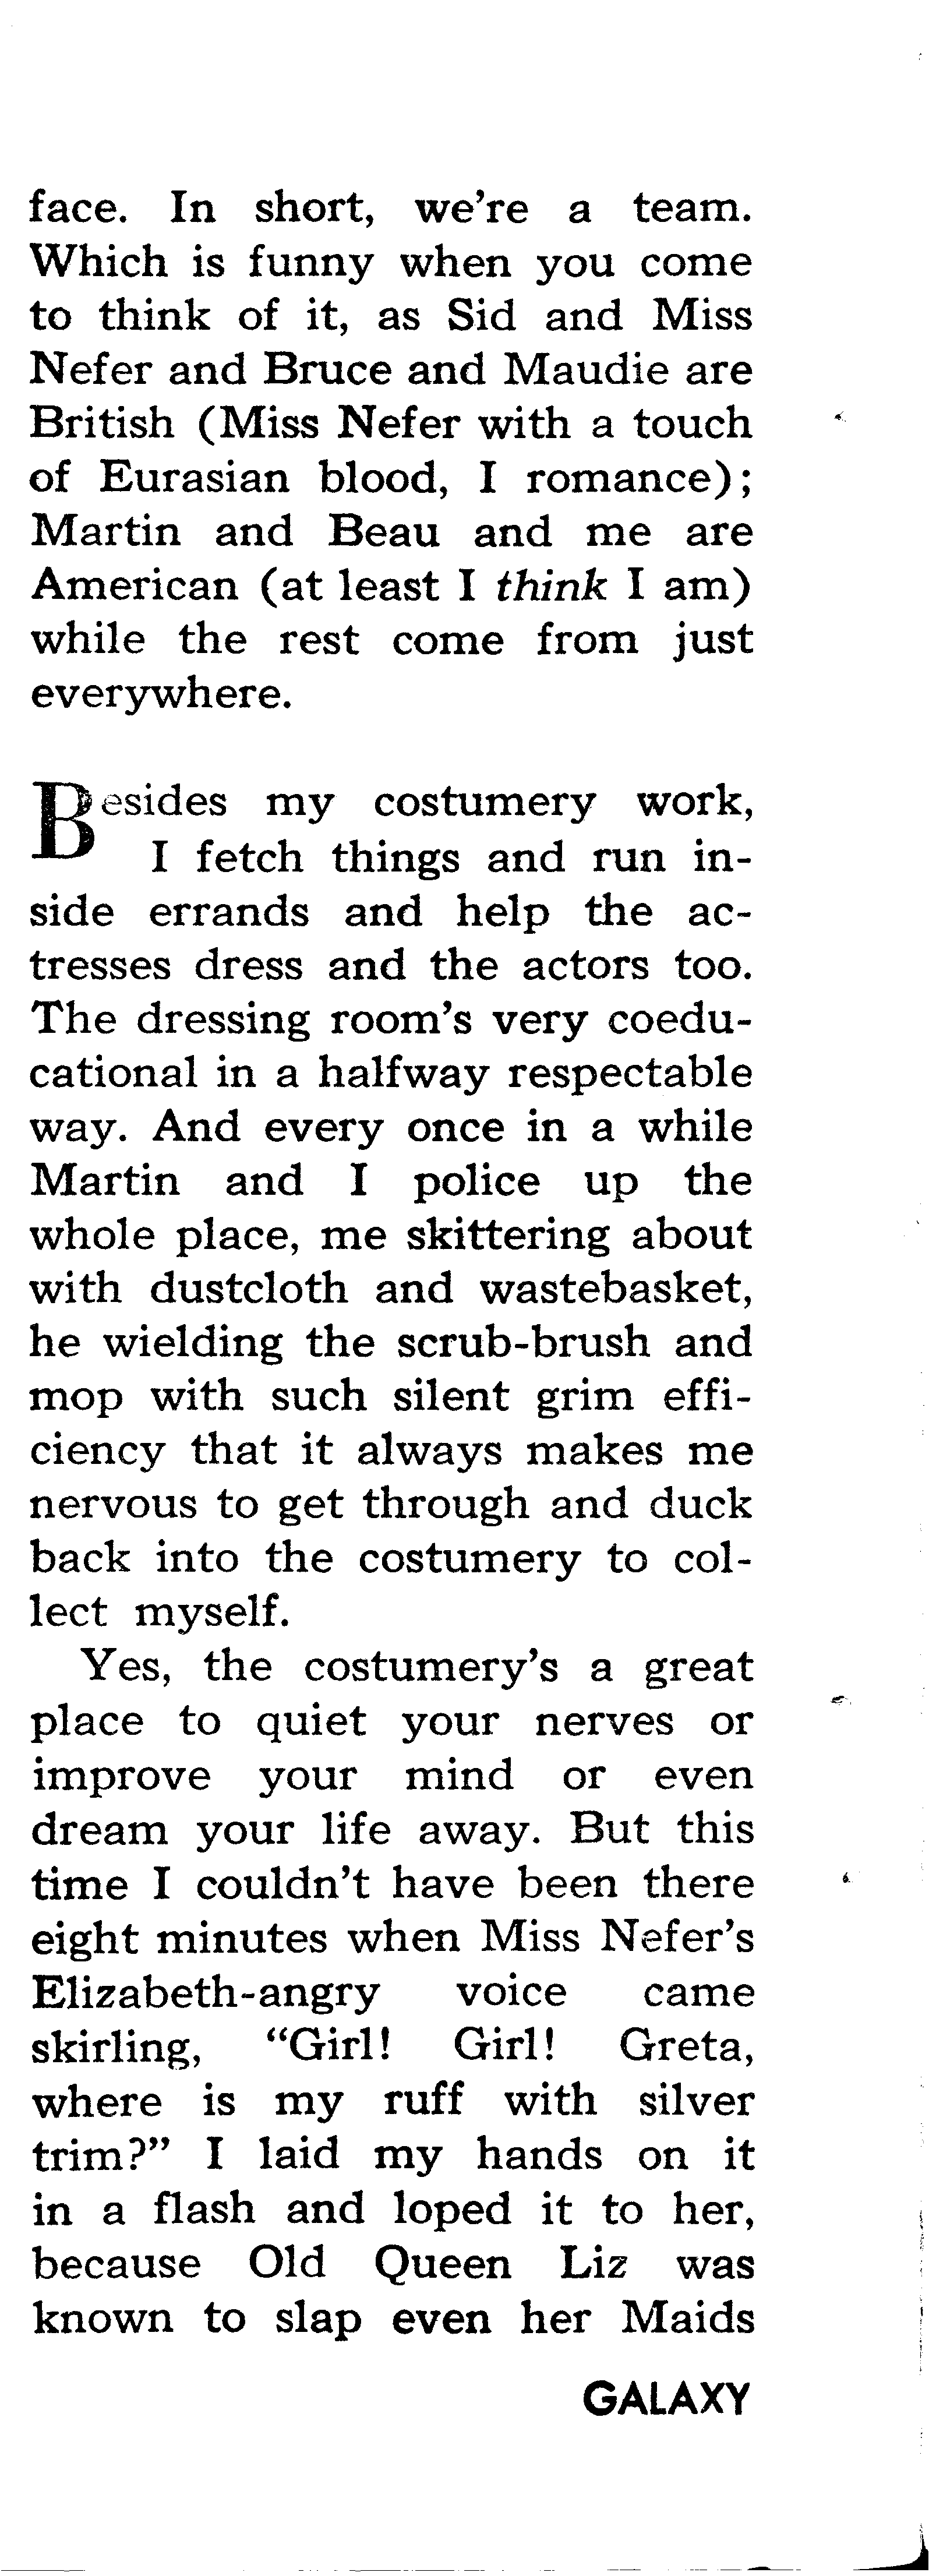 face. In short, we're a team.
Which is funny when you come
to think of it, as Sid and Miss
Nefer and Bruce and Maudie are
British (Miss Nefer with a touch
of Eurasian blood, I romance);
Martin and Beau and me are
American (at least I think I am)
while the rest come from just
everywhere.
Besides my costumery work,
I fetch things and run in-
side errands and help the ac-
tresses dress and the actors too.
The dressing room's very coedu-
cational in a halfway respectable
way. And every once in a while
Martin and I police up the
whole place, me skittering about
with dustcloth and wastebasket,
he wielding the scrub-brush and
mop with such silent grim effi-
ciency that it always makes me
nervous to get through and duck
back into the costumery to col-
lect myself.
Yes, the costumery's a great
place to quiet your nerves or
improve your mind or even
dream your life away. But this
time I couldn't have been there
eight minutes when Miss Nefer's
Elizabeth-angry voice came
skirling, “Girl! Girl! Greta,
where is my ruff with silver
trim?” I laid my hands on it
in a flash and loped it to her,
because Old Queen Liz was
known to slap even her Maids
GALAXY